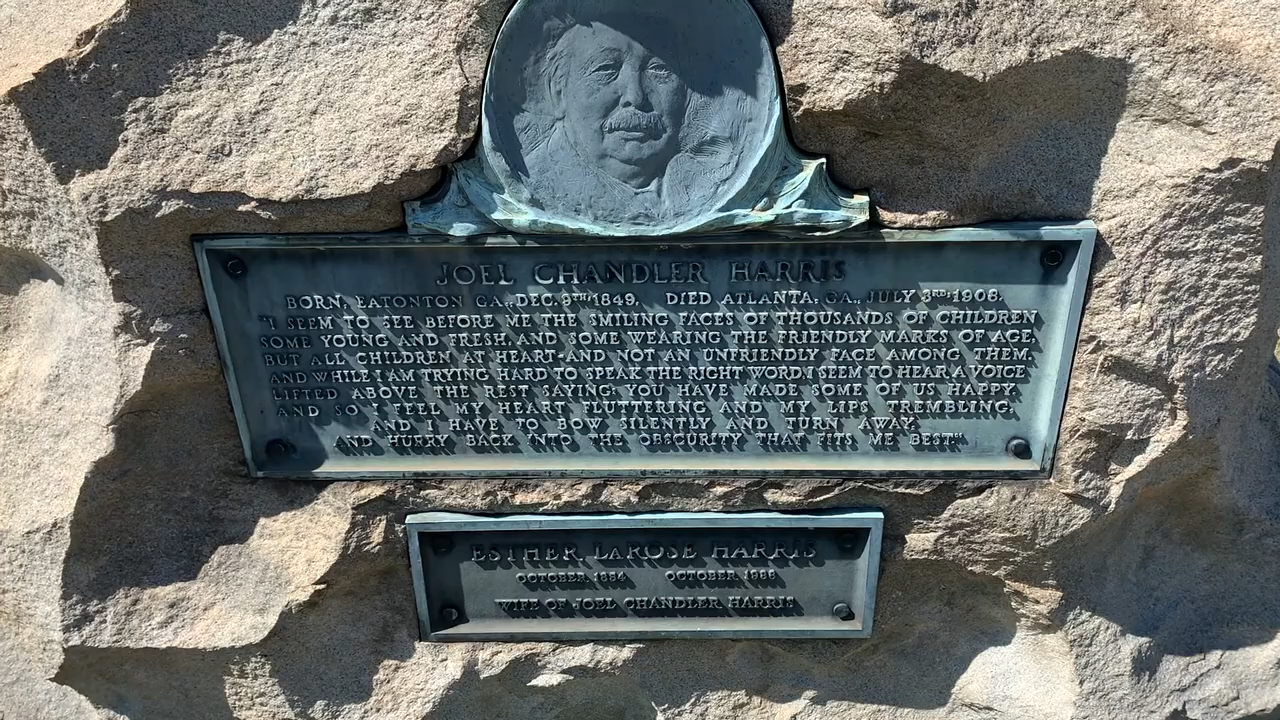 JOEL CHANDLER HARRIS
BORN, EATONTON GA., DEC. 9TH 1849. DIED ATLANTA, GA., JULY 3RD 1908.
"I SEEM TO SEE BEFORE ME THE SMILING FACES OF THOUSANDS OF CHILDREN
SOME YOUNG AND FRESH, AND SOME WEARING THE FRIENDLY MARKS OF AGE,
BUT ALL CHILDREN AT HEART-AND NOT AN UNFRIENDLY FACE AMONG THEM.
AND WHILE I AM TRYING HARD TO SPEAK THE RIGHT WORD, I SEEM TO HEAR A VOICE
LIFTED ABOVE THE REST SAYING: YOU HAVE MADE SOME OF US HAPPY
AND SO I FEEL MY HEART FLUTTERING AND MY LIPS TREMBLING,
AND I HAVE TO BOW SILENTLY AND TURN AWAY,
AND HURRY BACK INTO THE OBSCURITY THAT FITS ME BEST."
ESTHER LAROSE HARRIS
OCTOBER, OCTOBER,
WIFE OF JOEL CHANDLER HARRIS